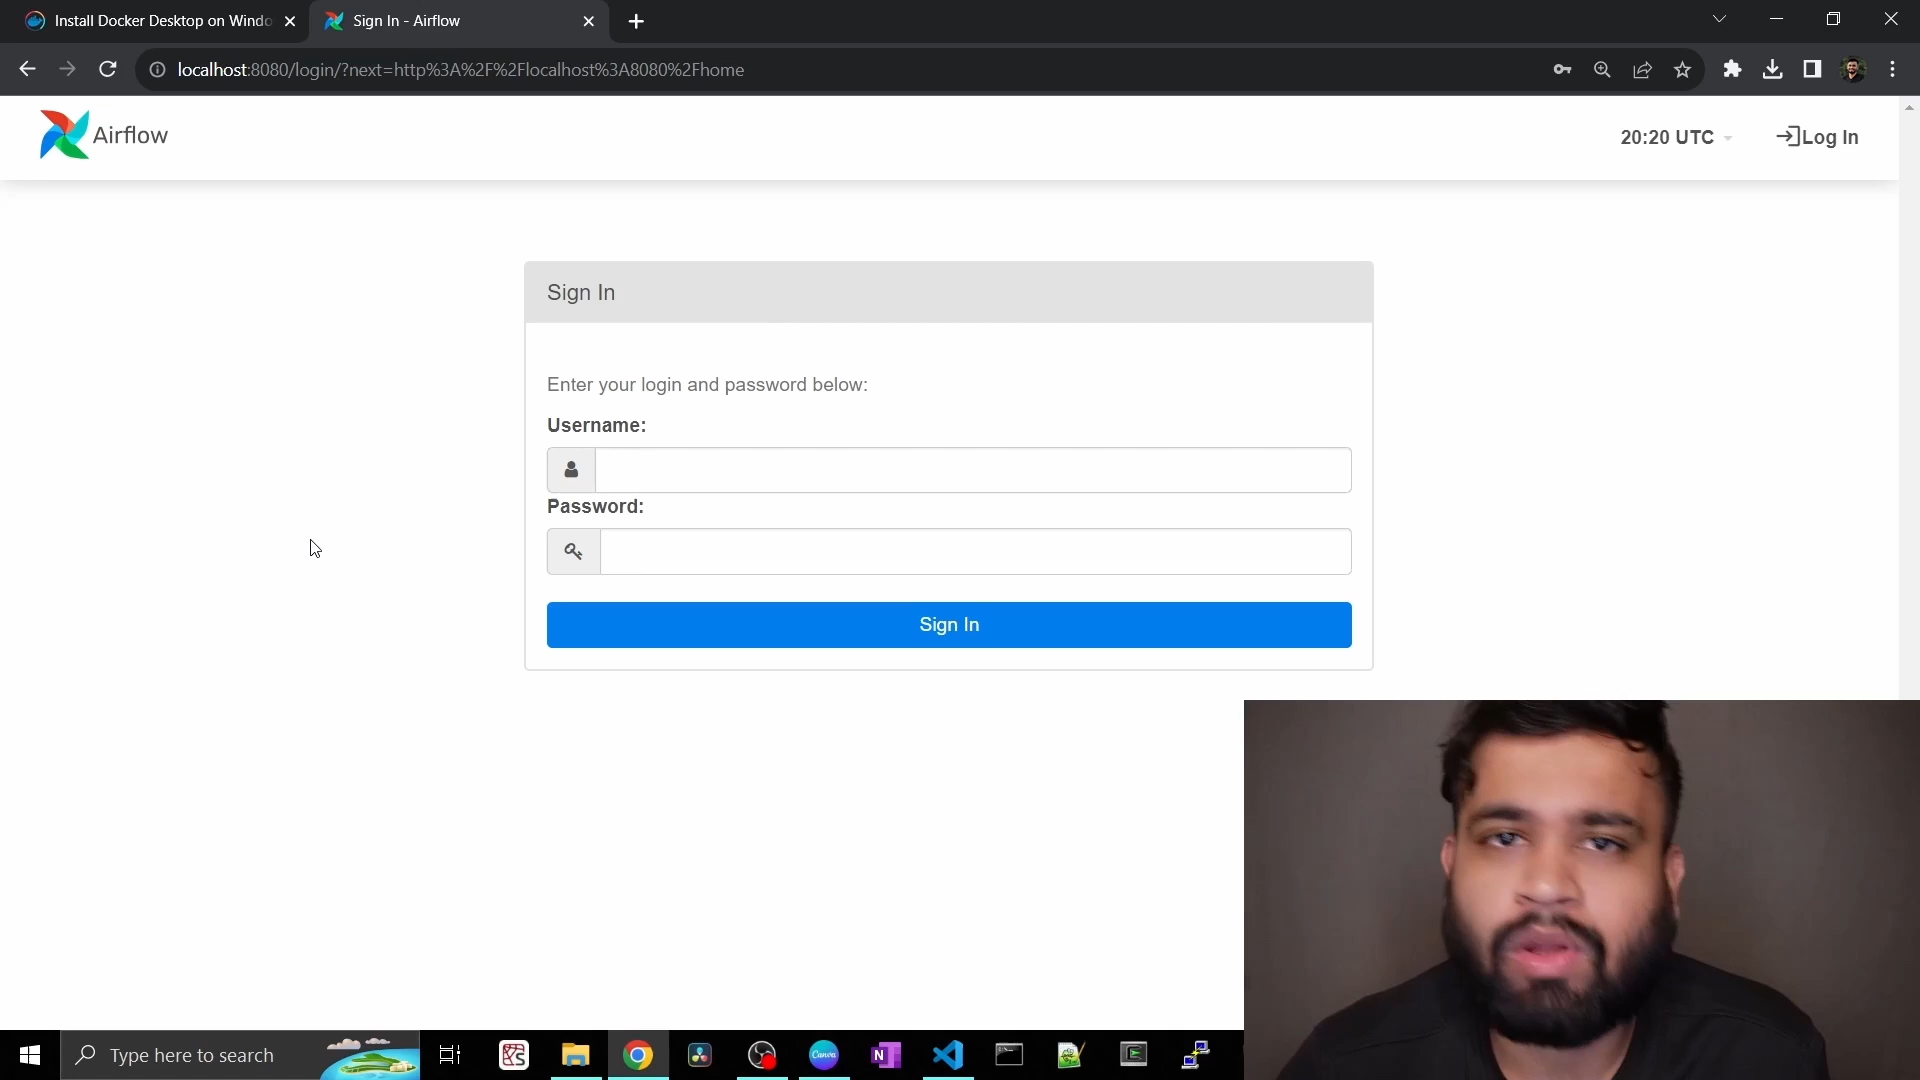 Install Docker Desktop on Windo
Sign In - Airflow
localhost:8080/login/?next=http%3A%2F%2Flocalhost%3A8080%2Fhome
Airflow
20:20 UTC
Log In
Sign In
Enter your login and password below:
Username:
Password:
Sign In
Type here to search
Canva
N